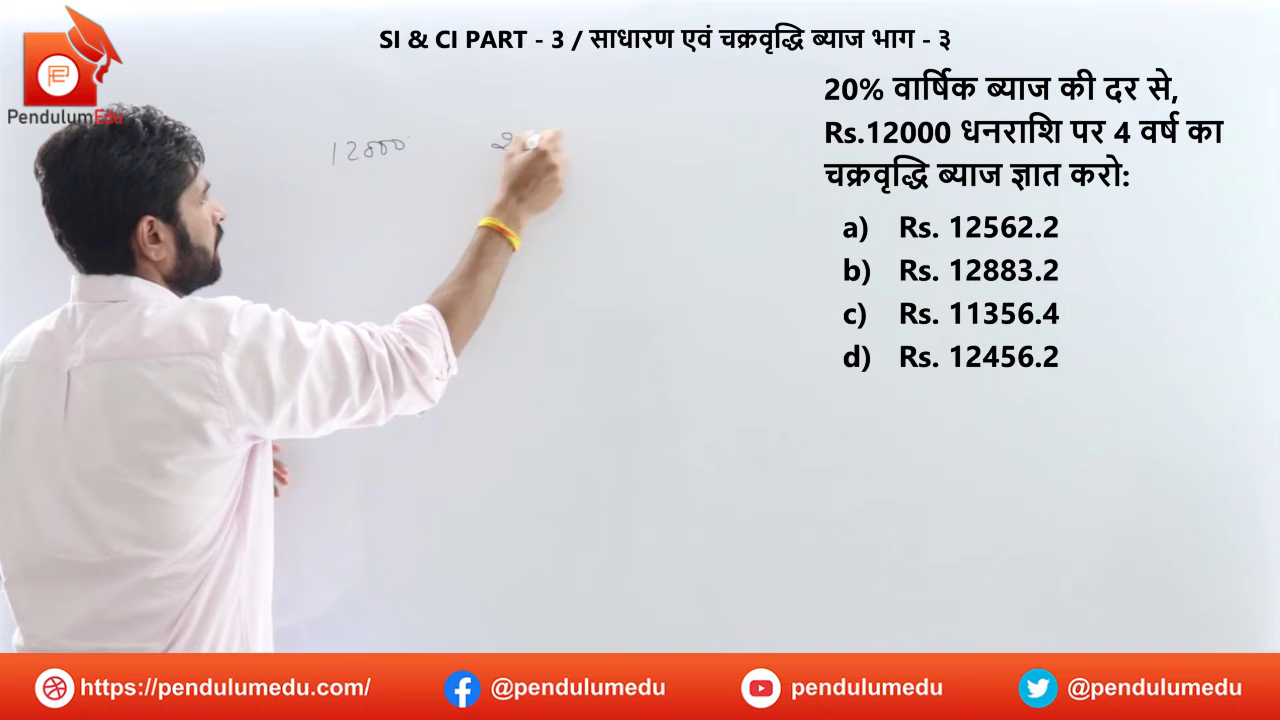 SI & CI PART - 3 / साधारण एवं चक्रवृद्धि ब्याज भाग - ३
PendulumEdu
20% वार्षिक ब्याज की दर से,
Rs.12000 धनराशि पर 4 वर्ष का
चक्रवृद्धि ब्याज ज्ञात करो:
12000 2
a) Rs. 12562.2
b) Rs. 12883.2
c) Rs. 11356.4
d) Rs. 12456.2
https://pendulumedu.com/ @pendulumedu pendulumedu @pendulumedu